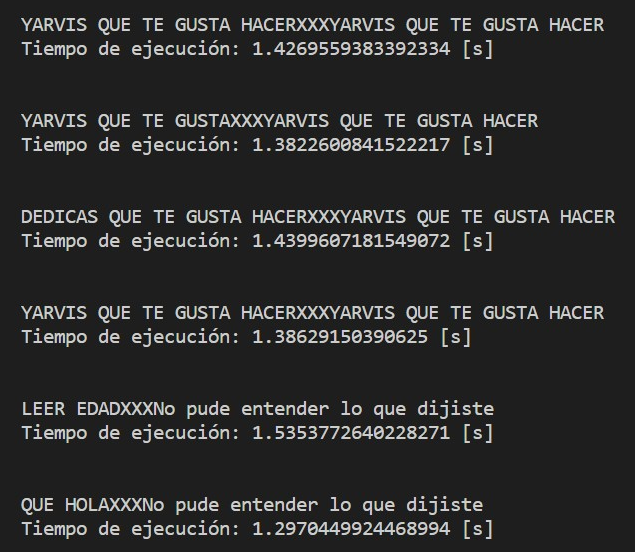 YARVIS QUE TE GUSTA HACERXXXYARVIS QUE TE GUSTA HACER
Tiempo de ejecución: 1.4269559383392334 [s]
YARVIS QUE TE GUSTAXXXYARVIS QUE TE GUSTA HACER
Tiempo de ejecución: 1.3822600841522217 [s]
DEDICAS QUE TE GUSTA HACERXXXYARVIS QUE TE GUSTA HACER
Tiempo de ejecución: 1.4399607181549072 [s]
YARVIS QUE TE GUSTA HACERXXXYARVIS QUE TE GUSTA HACER
Tiempo de ejecución: 1.38629150390625 [s]
LEER EDADXXXNo pude entender lo que dijiste
Tiempo de ejecución: 1.5353772640228271 [s]
QUE HOLAXXXNo pude entender lo que dijiste
Tiempo de ejecución: 1.2970449924468994 [s]